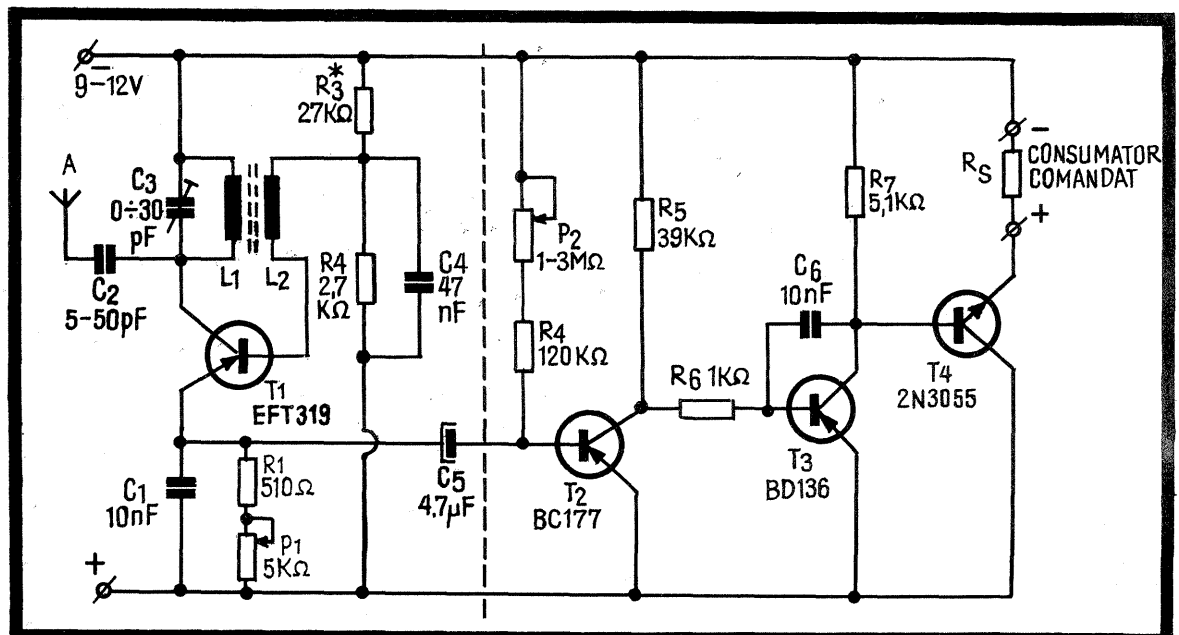 −
9−12V
R3*
27KΩ
A
C3
0÷30
pF
C2
5-50pF
L1
L2
R4
2,7
KΩ
C4
47
nF
T1
EFT319
C1
10nF
R1
510Ω
P1
5KΩ
+
C5
4,7μF
P2
1-3MΩ
R4
120KΩ
R5
39KΩ
T2
BC177
R6 1KΩ
C6
10nF
R7
5,1KΩ
T3
BD136
T4
2N3055
RS
−
CONSUMATOR
COMANDAT
+